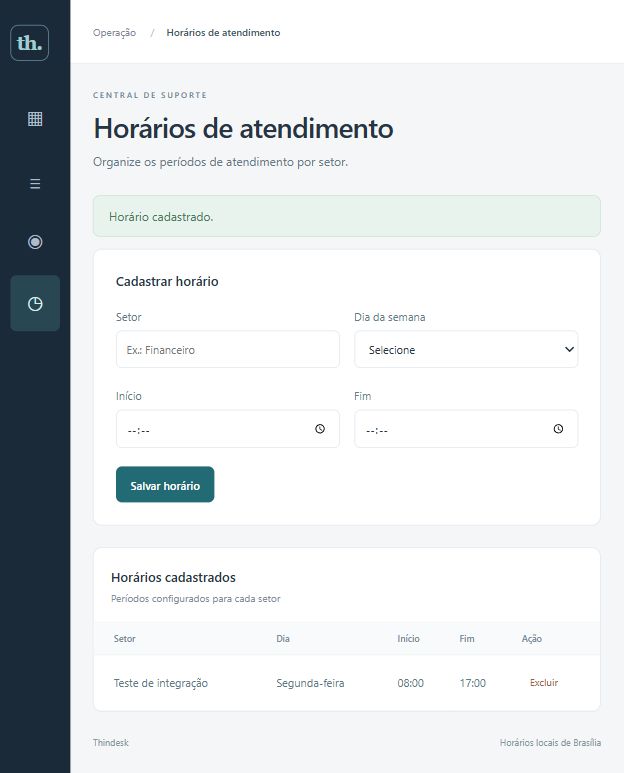 th.
Operação / Horários de atendimento
CENTRAL DE SUPORTE
Horários de atendimento
Organize os períodos de atendimento por setor.
Horário cadastrado.
Cadastrar horário
Setor Dia da semana
Ex.: Financeiro Selecione
Início Fim
--:-- --:--
Salvar horário
Horários cadastrados
Períodos configurados para cada setor
Setor Dia Início Fim Ação
Teste de integração Segunda-feira 08:00 17:00 Excluir
Thindesk Horários locais de Brasília